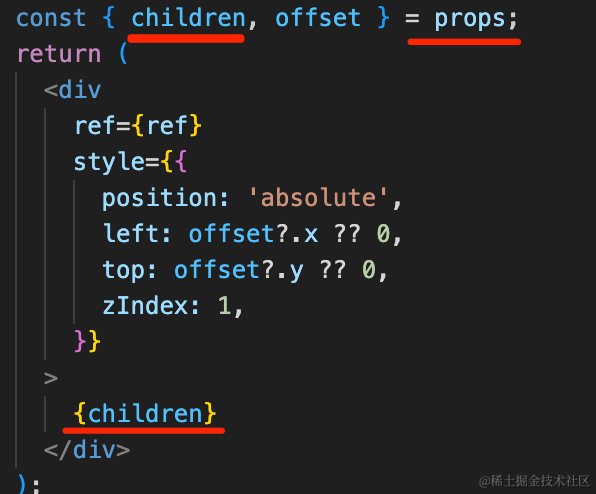 const { children, offset } = props;
return (
<div
ref={ref}
style={{
position: 'absolute',
left: offset?.x ?? 0,
top: offset?.y ?? 0,
zIndex: 1,
}}
>
{children}
</div>
);
@稀土掘金技术社区